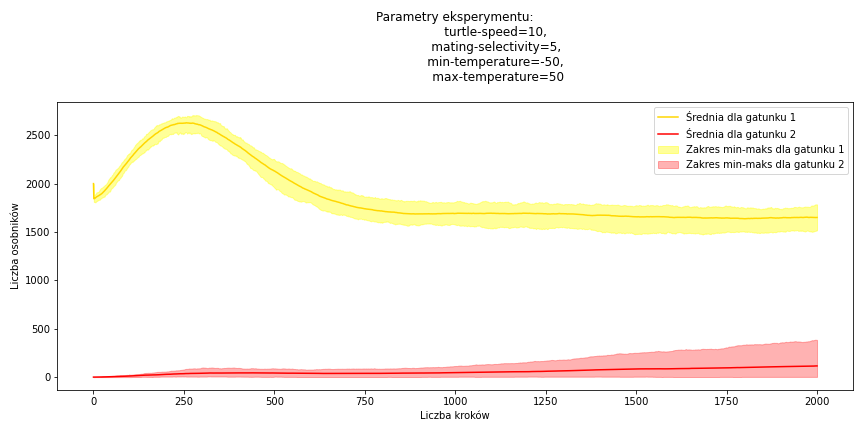 Parametry eksperymentu:
turtle-speed=10,
mating-selectivity=5,
min-temperature=-50,
max-temperature=50
Średnia dla gatunku 1
Średnia dla gatunku 2
Zakres min-maks dla gatunku 1
Zakres min-maks dla gatunku 2
Liczba osobników
2500
2000
1500
1000
500
0
0 250 500 750 1000 1250 1500 1750 2000
Liczba kroków